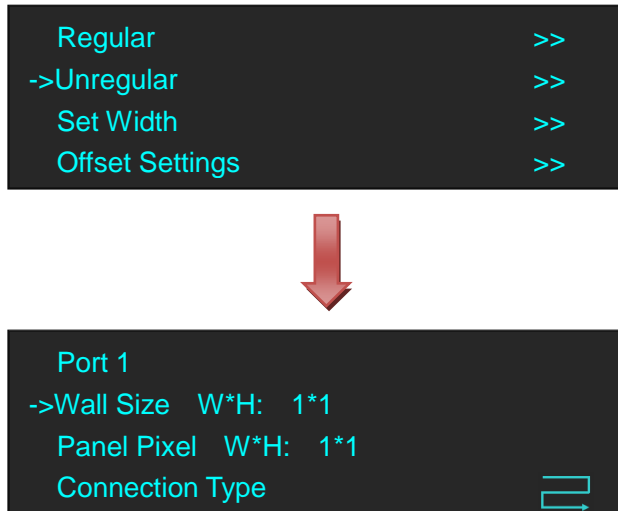 Regular >>
->Unregular >>
Set Width >>
Offset Settings >>
Port 1
->Wall Size W*H: 1*1
Panel Pixel W*H: 1*1
Connection Type